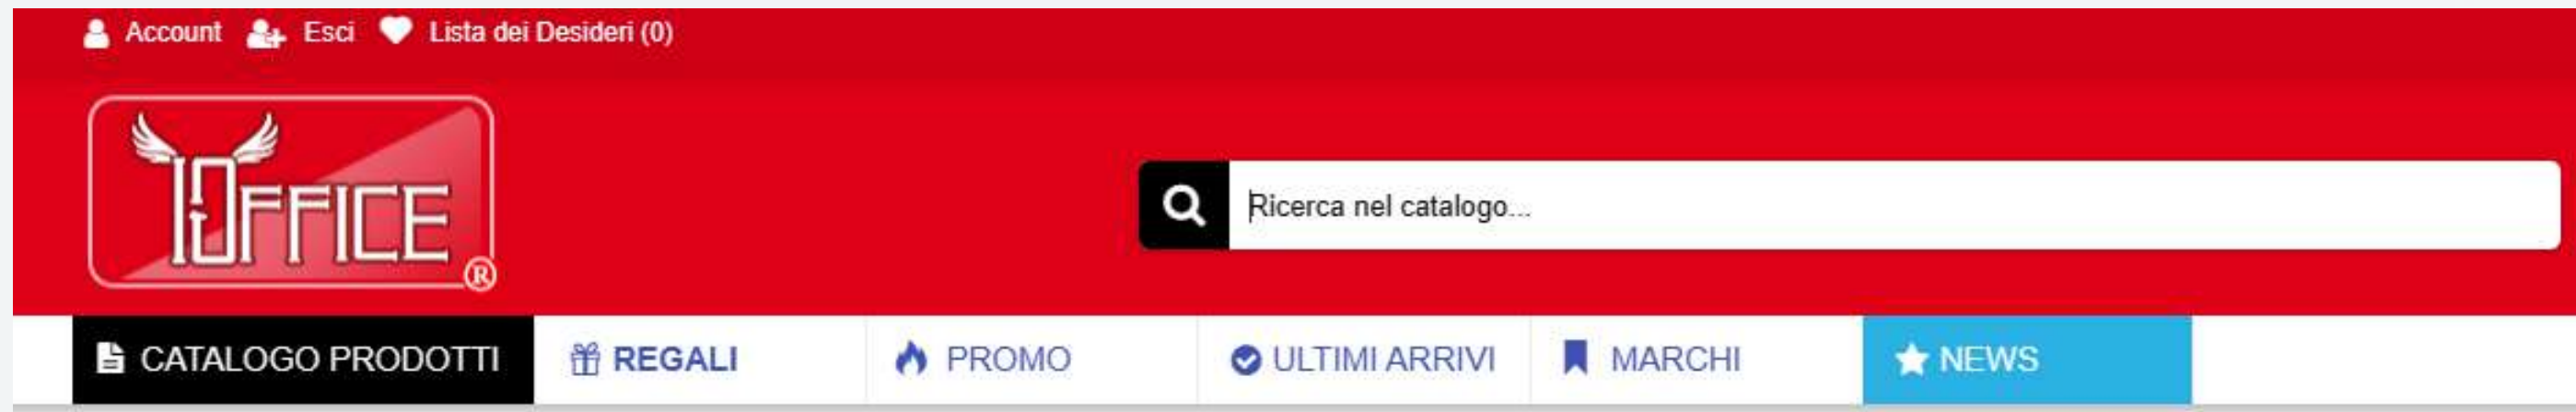 Account Esci Lista dei Desideri (0)
10FFICE
®
Ricerca nel catalogo...
CATALOGO PRODOTTI REGALI PROMO ULTIMI ARRIVI MARCHI NEWS